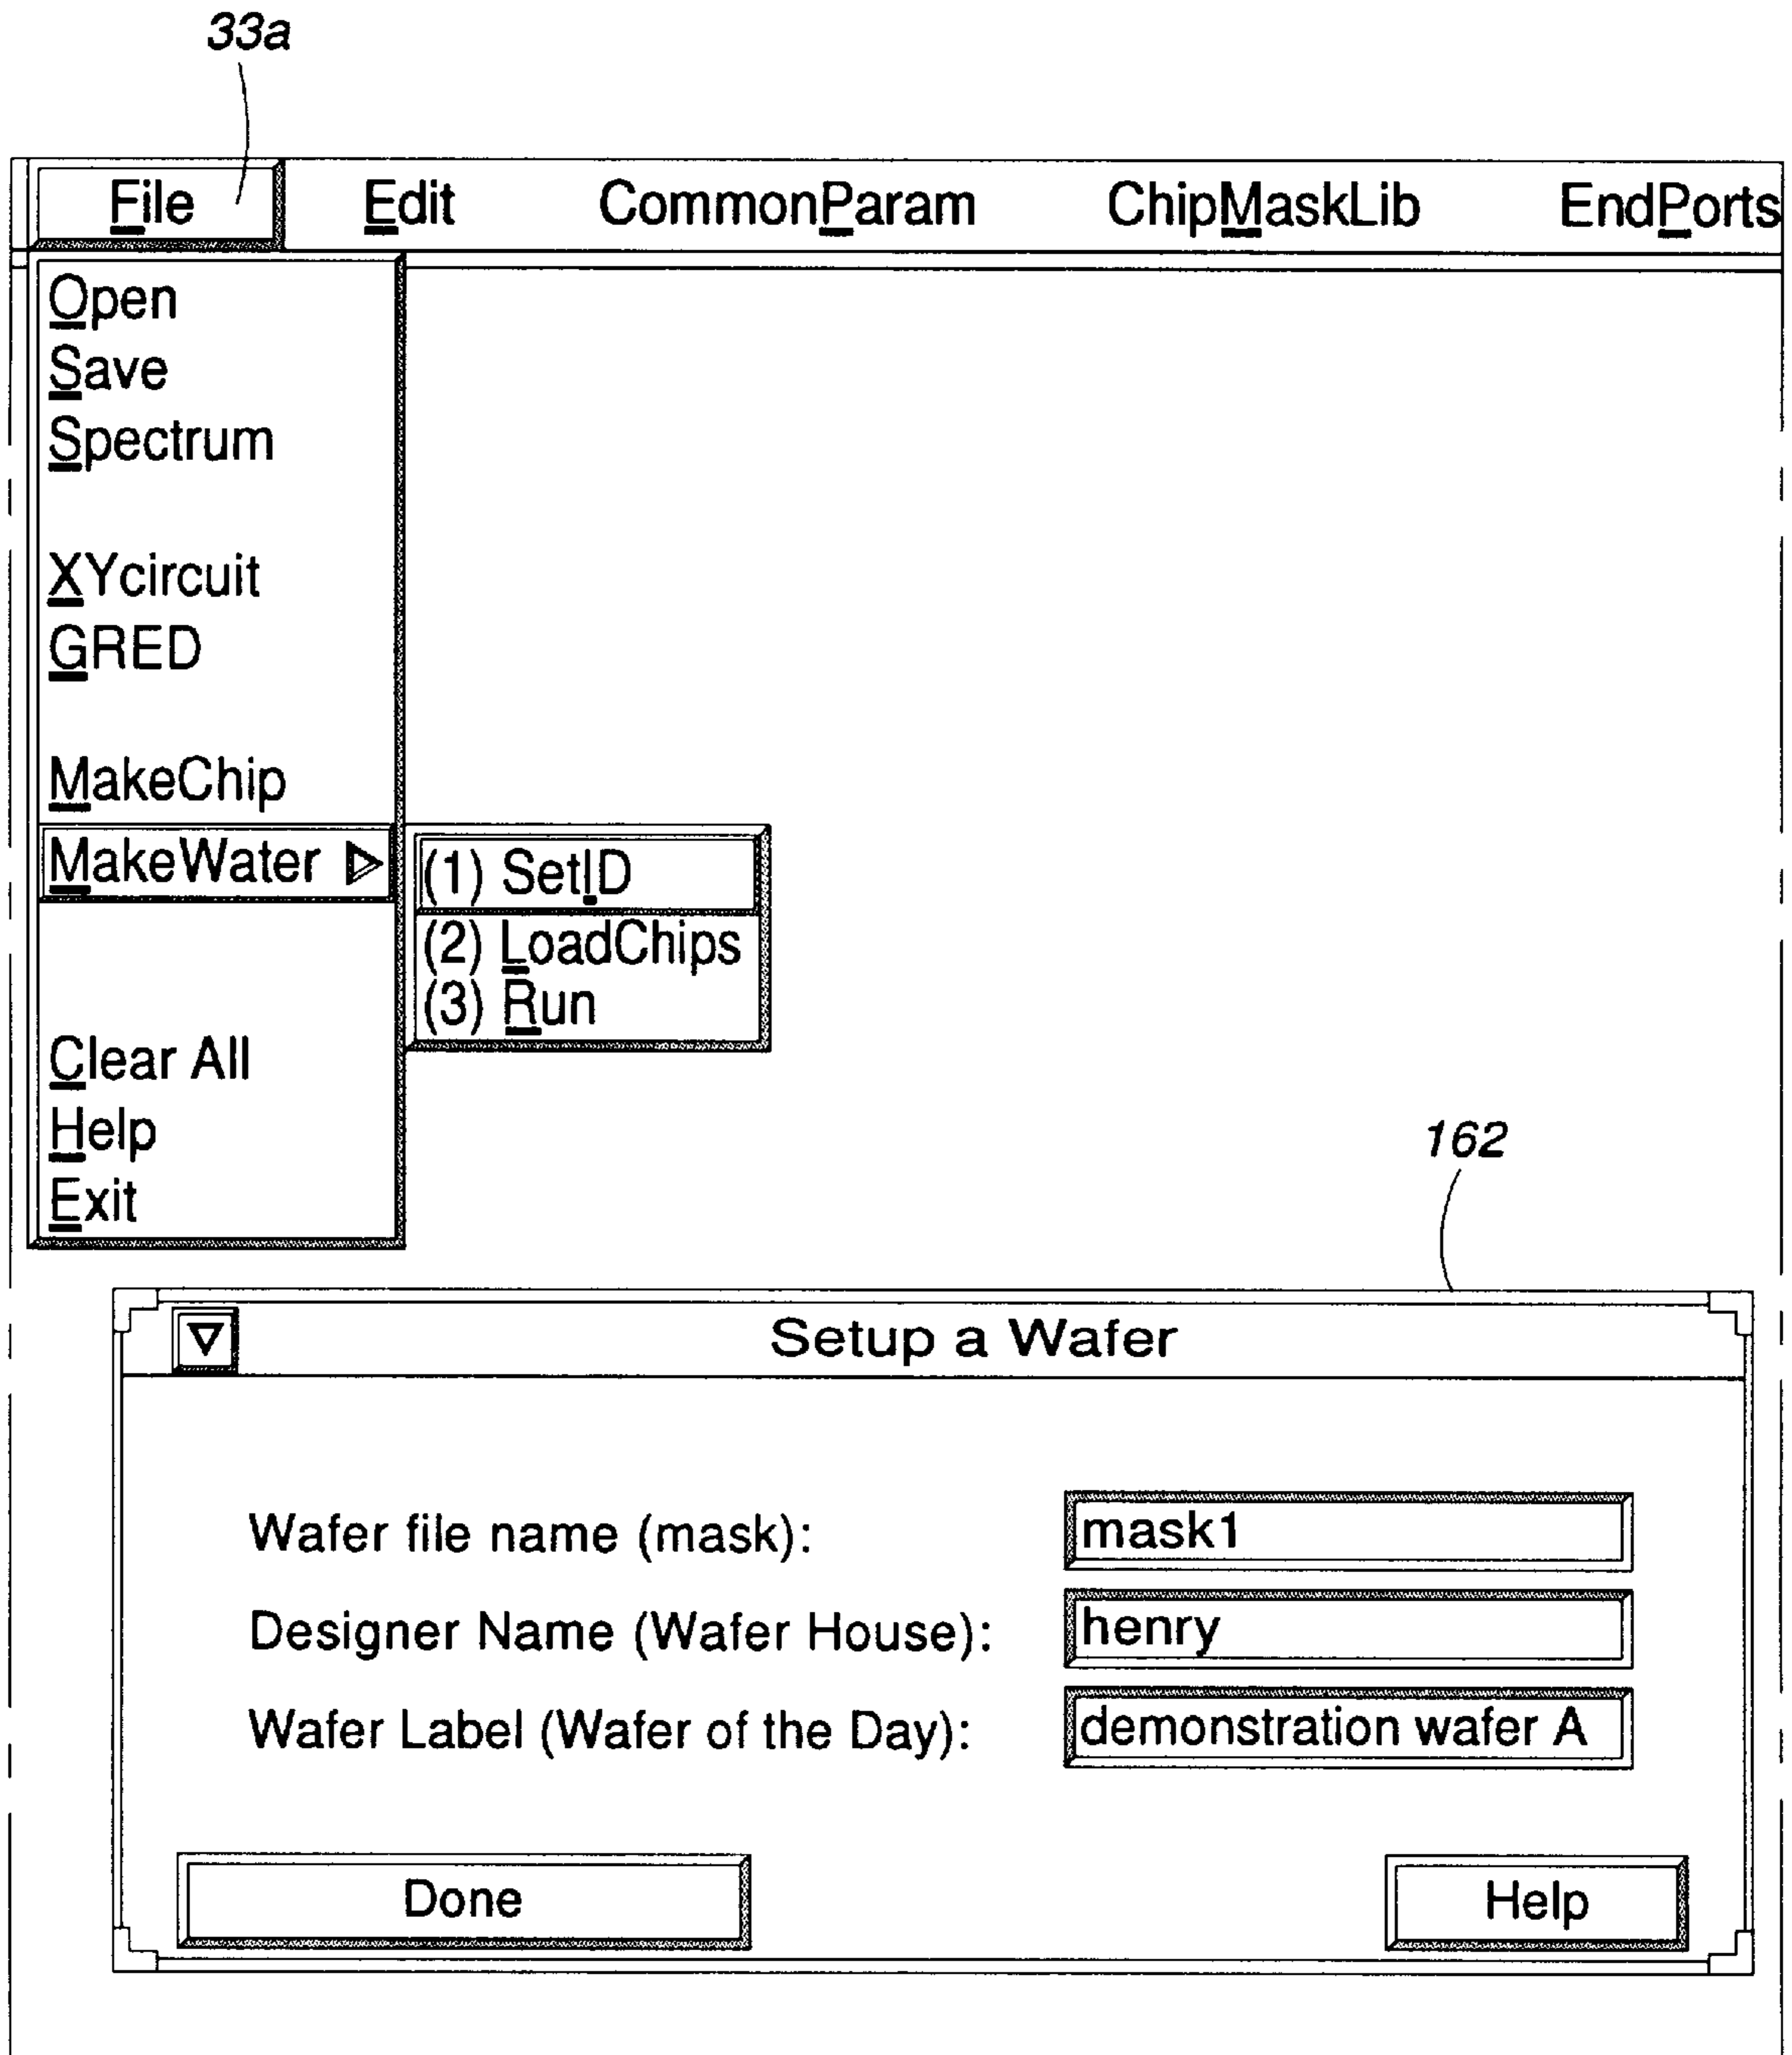 33a
File Edit CommonParam ChipMaskLib EndPorts
Open
Save
Spectrum
XYcircuit
GRED
MakeChip
MakeWater
(1) SetID
(2) LoadChips
(3) Run
Clear All
Help
Exit
162
Setup a Wafer
Wafer file name (mask): mask1
Designer Name (Wafer House): henry
Wafer Label (Wafer of the Day): demonstration wafer A
Done Help